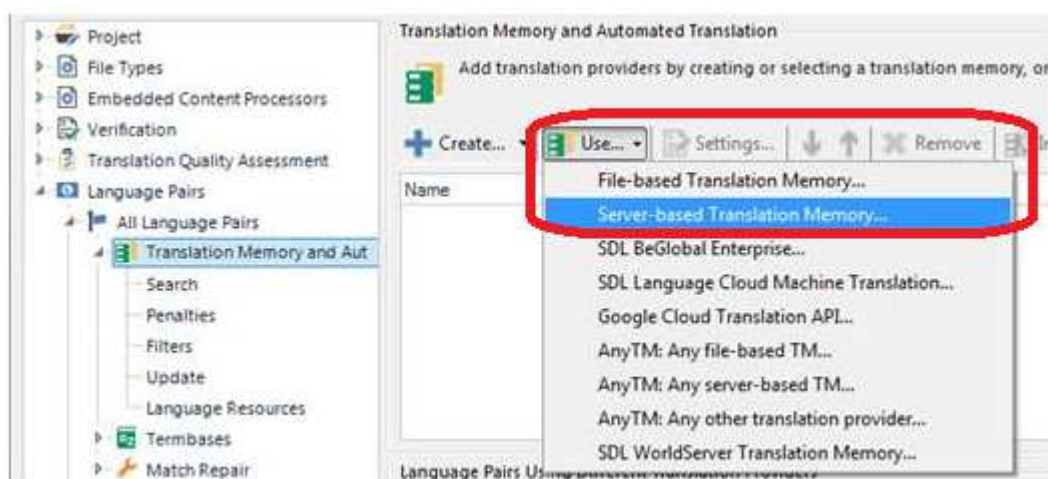 Project
File Types
Embedded Content Processors
Verification
Translation Quality Assessment
Language Pairs
All Language Pairs
Translation Memory and Aut
Search
Penalties
Filters
Update
Language Resources
Termbases
Match Repair
Translation Memory and Automated Translation
Add translation providers by creating or selecting a translation memory, or
Create... Use... Settings... Remove
Name
File-based Translation Memory...
Server-based Translation Memory...
SDL BeGlobal Enterprise...
SDL Language Cloud Machine Translation...
Google Cloud Translation API...
AnyTM: Any file-based TM...
AnyTM: Any server-based TM...
AnyTM: Any other translation provider...
SDL WorldServer Translation Memory...
Language Pairs Using Different Translation Providers